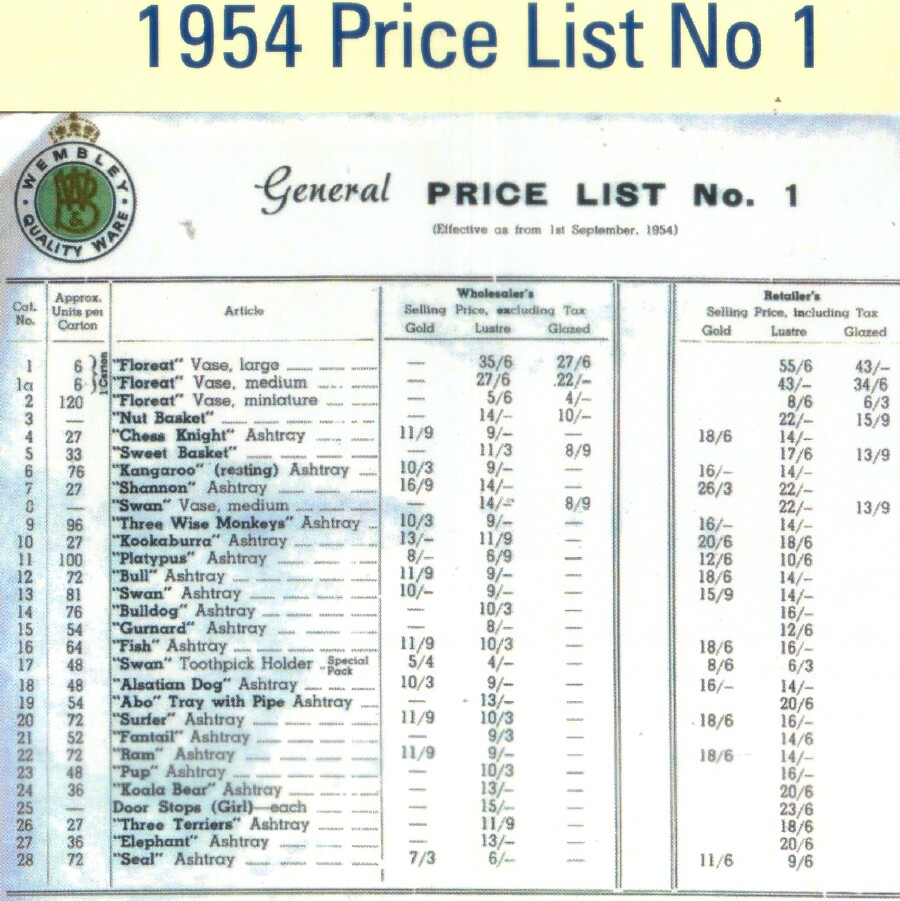 1954 Price List No 1
WEMBLEY
QUALITY WARE
General PRICE LIST No. 1
(Effective as from 1st September, 1954)
Cat. No. Approx. Units per Carton Article Wholesaler's Selling Price, excluding Tax Gold Lustre Glazed Retailer's Selling Price, including Tax Gold Lustre Glazed
1 6 "Floreat" Vase, large — 35/6 27/6 55/6 43/–
1a 6 "Floreat" Vase, medium — 27/6 22/– 43/– 34/6
1 Carton
2 120 "Floreat" Vase, miniature — 5/6 4/– 8/6 6/3
3 — "Nut Basket" — 14/– 10/– 22/– 15/9
4 27 "Chess Knight" Ashtray 11/9 9/– — 18/6 14/–
5 33 "Sweet Basket" — 11/3 8/9 17/6 13/9
6 76 "Kangaroo" (resting) Ashtray 10/3 9/– — 16/– 14/–
7 27 "Shannon" Ashtray 16/9 14/– — 26/3 22/–
8 — "Swan" Vase, medium — 14/– 8/9 22/– 13/9
9 96 "Three Wise Monkeys" Ashtray 10/3 9/– — 16/– 14/–
10 27 "Kookaburra" Ashtray 13/– 11/9 — 20/6 18/6
11 100 "Platypus" Ashtray 8/– 6/9 — 12/6 10/6
12 72 "Bull" Ashtray 11/9 9/– — 18/6 14/–
13 81 "Swan" Ashtray 10/– 9/– — 15/9 14/–
14 76 "Bulldog" Ashtray — 10/3 — 16/–
15 54 "Gurnard" Ashtray — 8/– — 12/6
16 64 "Fish" Ashtray 11/9 10/3 — 18/6 16/–
17 48 "Swan" Toothpick Holder Special Pack 5/4 4/– — 8/6 6/3
18 48 "Alsatian Dog" Ashtray 10/3 9/– — 16/– 14/–
19 54 "Abo" Tray with Pipe Ashtray — 13/– — 20/6
20 72 "Surfer" Ashtray 11/9 10/3 — 18/6 16/–
21 52 "Fantail" Ashtray — 9/3 — 14/6
22 72 "Ram" Ashtray 11/9 9/– — 18/6 14/–
23 48 "Pup" Ashtray — 10/3 — 16/–
24 36 "Koala Bear" Ashtray — 13/– — 20/6
25 — Door Stops (Girl)—each — 15/– — 23/6
26 27 "Three Terriers" Ashtray — 11/9 — 18/6
27 36 "Elephant" Ashtray — 13/– — 20/6
28 72 "Seal" Ashtray 7/3 6/– — 11/6 9/6